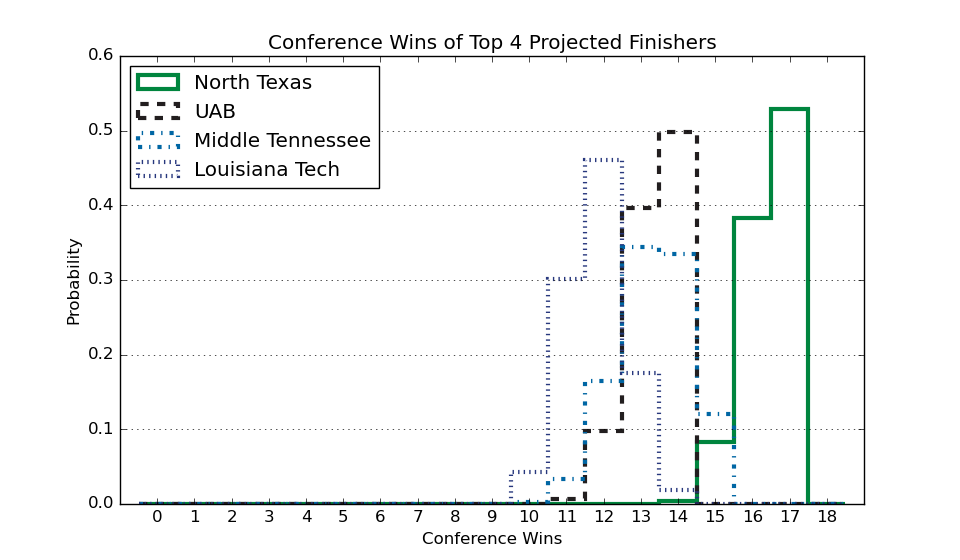 Conference Wins of Top 4 Projected Finishers
North Texas
UAB
Middle Tennessee
Louisiana Tech
0.6
0.5
0.4
0.3
0.2
0.1
0.0
Probability
0 1 2 3 4 5 6 7 8 9 10 11 12 13 14 15 16 17 18
Conference Wins